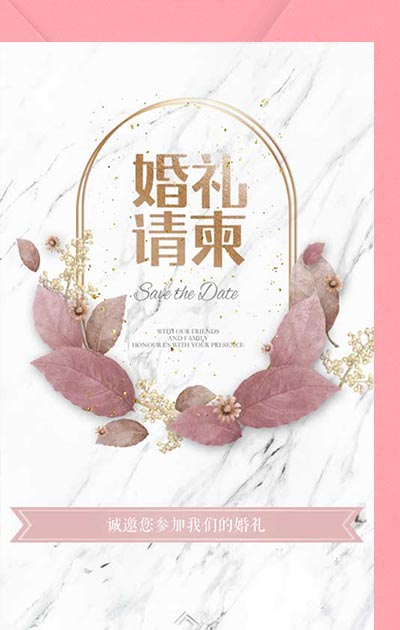 婚礼
请柬
Save the Date
WITH OUR FRIENDS
AND FAMILY
HONOUR US WITH YOUR PRESENCE
诚邀您参加我们的婚礼